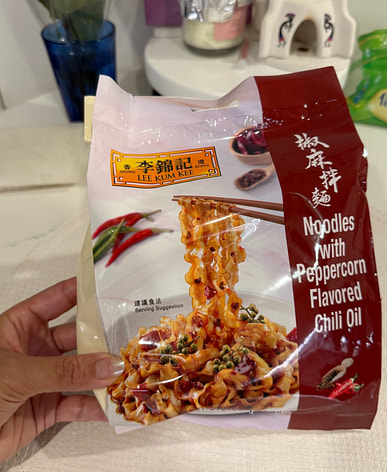 李錦記
LEE KUM KEE
椒麻拌麵
Noodles
with
Peppercorn
Flavored
Chili Oil
建議食法
Serving Suggestion